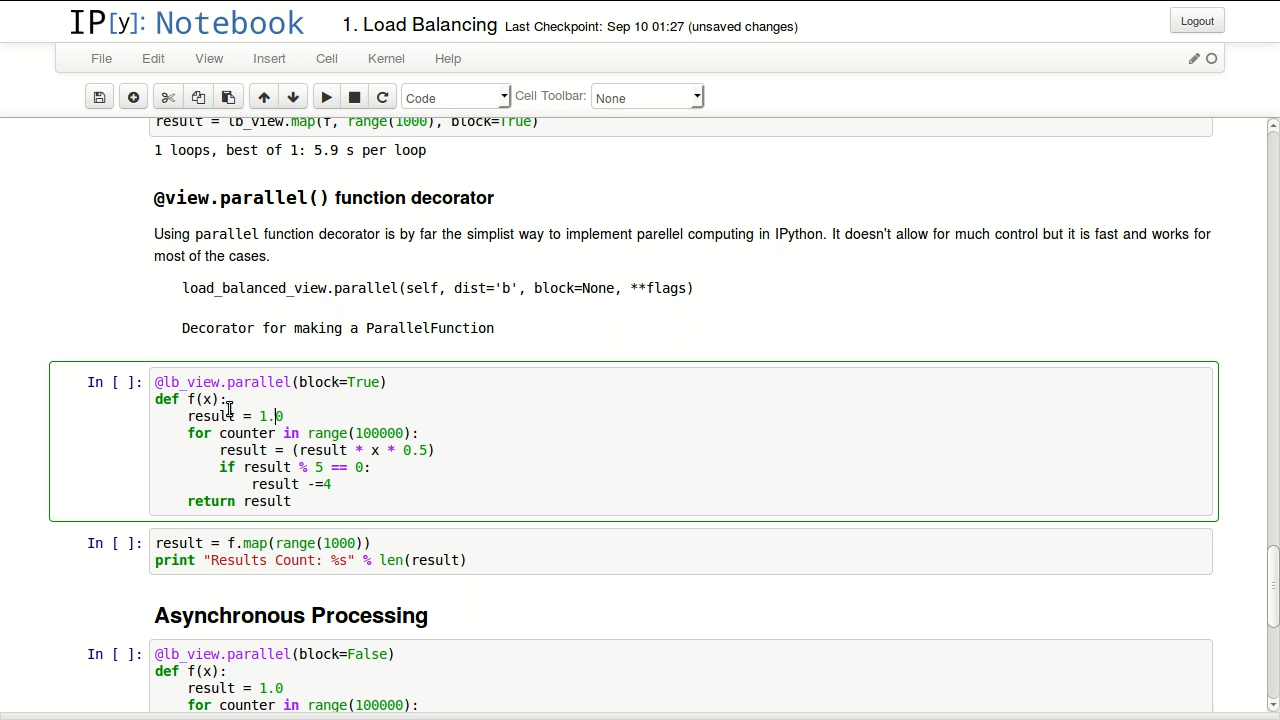 IP[y]: Notebook 1. Load Balancing Last Checkpoint: Sep 10 01:27 (unsaved changes) Logout
File Edit View Insert Cell Kernel Help
Code Cell Toolbar: None
result = lb_view.map(f, range(1000), block=True)
1 loops, best of 1: 5.9 s per loop
@view.parallel() function decorator
Using parallel function decorator is by far the simplist way to implement parellel computing in IPython. It doesn't allow for much control but it is fast and works for
most of the cases.
load_balanced_view.parallel(self, dist='b', block=None, **flags)
Decorator for making a ParallelFunction
In [ ]: @lb_view.parallel(block=True)
def f(x):
    result = 1.0
    for counter in range(100000):
        result = (result * x * 0.5)
        if result % 5 == 0:
            result -=4
    return result
In [ ]: result = f.map(range(1000))
print "Results Count: %s" % len(result)
Asynchronous Processing
In [ ]: @lb_view.parallel(block=False)
def f(x):
    result = 1.0
    for counter in range(100000):